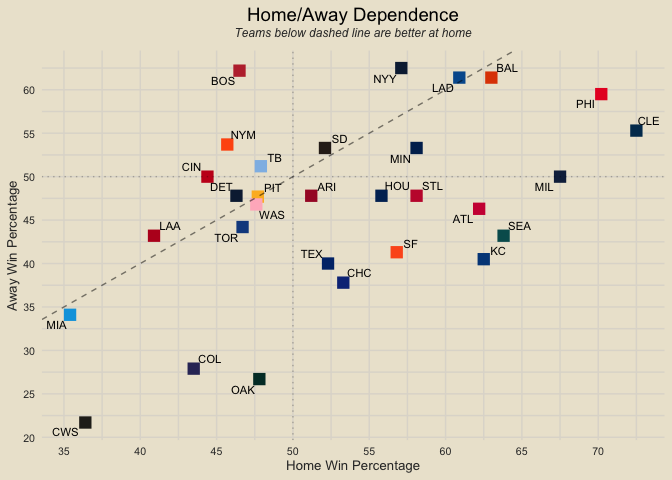 Home/Away Dependence
Teams below dashed line are better at home
Away Win Percentage
60
55
50
45
40
35
30
25
20
BOS
NYY
LAD
BAL
PHI
CLE
NYM
TB
SD
MIN
CIN
DET
PIT
WAS
ARI
HOU
STL
MIL
LAA
TOR
ATL
SEA
TEX
CHC
SF
KC
MIA
COL
OAK
CWS
35
40
45
50
55
60
65
70
Home Win Percentage